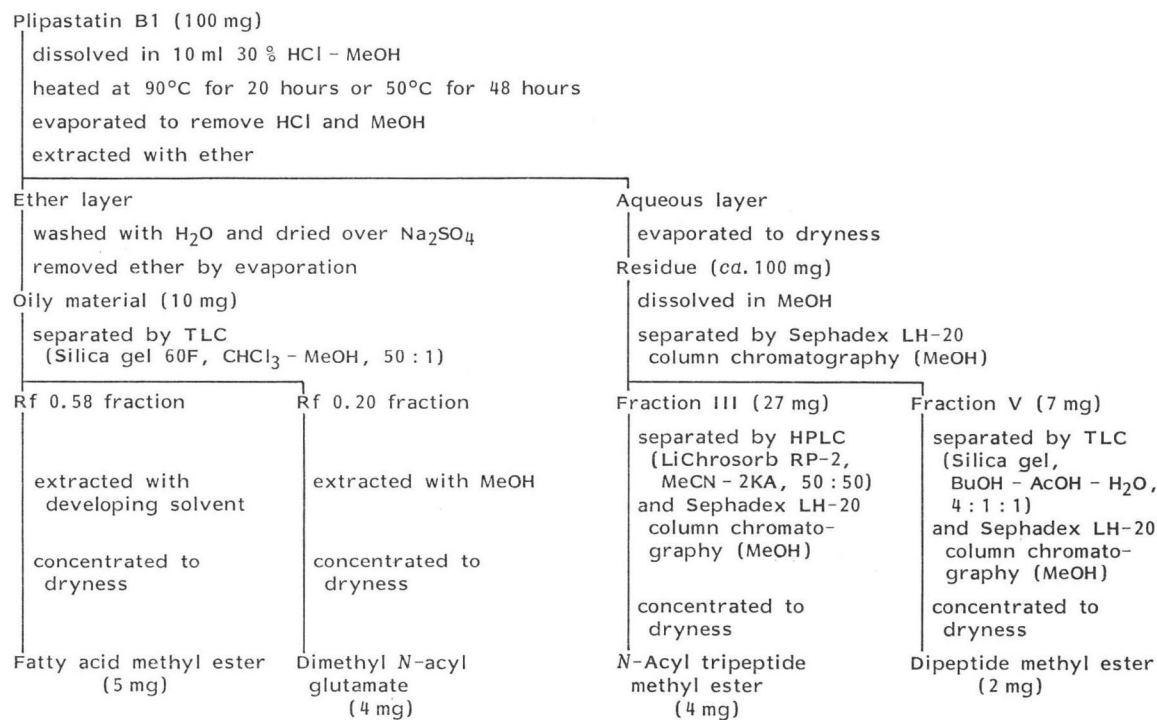 Plipastatin B1 (100 mg)
dissolved in 10 ml 30 % HCl – MeOH
heated at 90°C for 20 hours or 50°C for 48 hours
evaporated to remove HCl and MeOH
extracted with ether
Ether layer
washed with H₂O and dried over Na₂SO₄
removed ether by evaporation
Oily material (10 mg)
separated by TLC
(Silica gel 60F, CHCl₃ – MeOH, 50 : 1)
Aqueous layer
evaporated to dryness
Residue (ca. 100 mg)
dissolved in MeOH
separated by Sephadex LH-20
column chromatography (MeOH)
Rf 0.58 fraction
extracted with
developing solvent
concentrated to
dryness
Fatty acid methyl ester
(5 mg)
Rf 0.20 fraction
extracted with MeOH
concentrated to
dryness
Dimethyl N-acyl
glutamate
(4 mg)
Fraction III (27 mg)
separated by HPLC
(LiChrosorb RP-2,
MeCN – 2KA, 50 : 50)
and Sephadex LH-20
column chromato-
graphy (MeOH)
concentrated to
dryness
N-Acyl tripeptide
methyl ester
(4 mg)
Fraction V (7 mg)
separated by TLC
(Silica gel,
BuOH – AcOH – H₂O,
4 : 1 : 1)
and Sephadex LH-20
column chromato-
graphy (MeOH)
concentrated to
dryness
Dipeptide methyl ester
(2 mg)